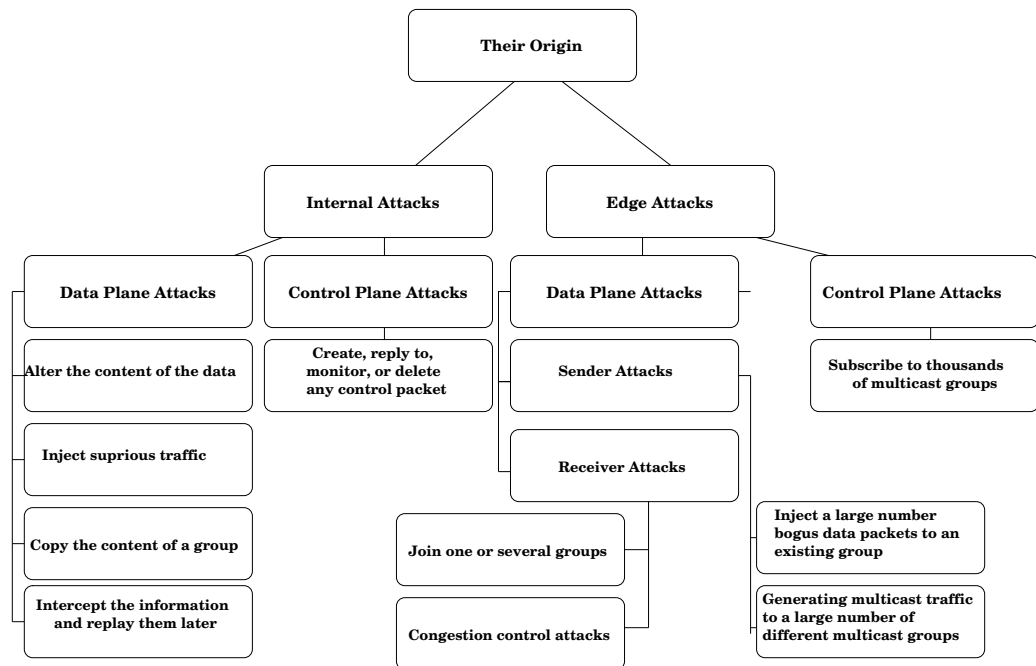 Their Origin
Internal Attacks
Edge Attacks
Data Plane Attacks
Control Plane Attacks
Data Plane Attacks
Control Plane Attacks
Alter the content of the data
Create, reply to,
monitor, or delete
any control packet
Sender Attacks
Subscribe to thousands
of multicast groups
Inject suprious traffic
Receiver Attacks
Copy the content of a group
Join one or several groups
Inject a large number
bogus data packets to an
existing group
Intercept the information
and replay them later
Congestion control attacks
Generating multicast traffic
to a large number of
different multicast groups